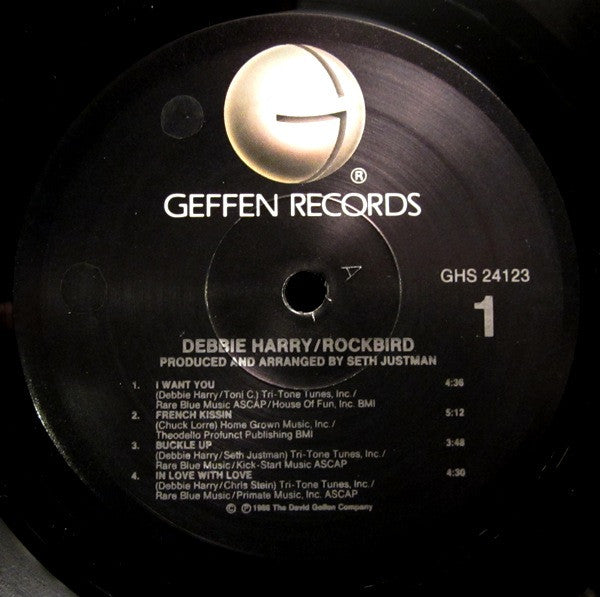 ®
GEFFEN RECORDS
A
GHS 24123
1
DEBBIE HARRY/ROCKBIRD
PRODUCED AND ARRANGED BY SETH JUSTMAN
1. I WANT YOU 4:36
(Debbie Harry/Toni C.) Tri-Tone Tunes, Inc./
Rare Blue Music ASCAP/House Of Fun, Inc. BMI
2. FRENCH KISSIN 5:12
(Chuck Lorre) Home Grown Music, Inc./
Theodello Profunct Publishing BMI
3. BUCKLE UP 3:48
(Debbie Harry/Seth Justman) Tri-Tone Tunes, Inc./
Rare Blue Music/Kick-Start Music ASCAP
4. IN LOVE WITH LOVE 4:30
(Debbie Harry/Chris Stein) Tri-Tone Tunes, Inc./
Rare Blue Music/Primate Music, Inc. ASCAP
© ℗ 1986 The David Geffen Company